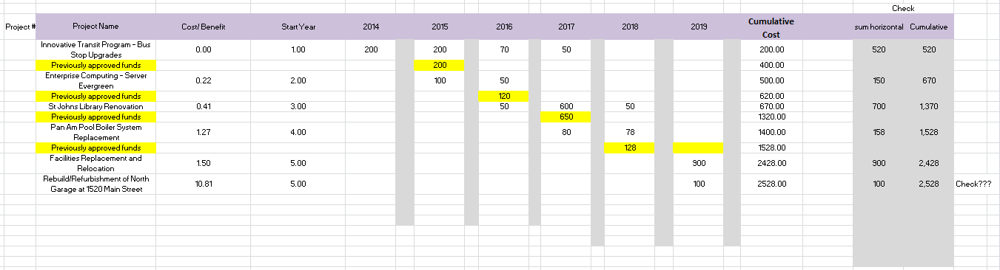 Check
Project # Project Name Cost/Benefit Start Year 2014 2015 2016 2017 2018 2019 Cumulative Cost sum horizontal Cumulative
Innovative Transit Program - Bus Stop Upgrades 0.00 1.00 200 200 70 50 200.00 520 520
Previously approved funds 200 400.00
Enterprise Computing - Server Evergreen 0.22 2.00 100 50 500.00 150 670
Previously approved funds 120 620.00
St Johns Library Renovation 0.41 3.00 50 600 50 670.00 700 1,370
Previously approved funds 650 1320.00
Pan Am Pool Boiler System Replacement 1.27 4.00 80 78 1400.00 158 1,528
Previously approved funds 128 1528.00
Facilities Replacement and Relocation 1.50 5.00 900 2428.00 900 2,428
Rebuild/Refurbishment of North Garage at 1520 Main Street 10.81 5.00 100 2528.00 100 2,528 Check???